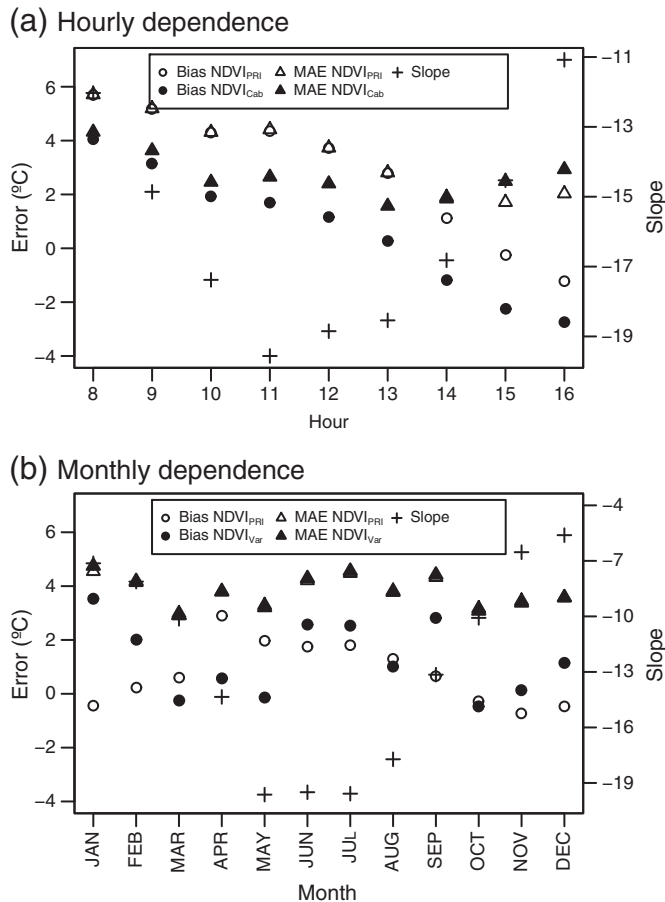 (a) Hourly dependence
Bias NDVIPRI MAE NDVIPRI Slope
Bias NDVICab MAE NDVICab
Error (ºC)
6
4
2
0
−2
−4
Slope
−11
−13
−15
−17
−19
8 9 10 11 12 13 14 15 16
Hour
(b) Monthly dependence
Bias NDVIPRI MAE NDVIPRI Slope
Bias NDVIVar MAE NDVIVar
Error (ºC)
6
4
2
0
−2
−4
Slope
−4
−7
−10
−13
−16
−19
JAN FEB MAR APR MAY JUN JUL AUG SEP OCT NOV DEC
Month